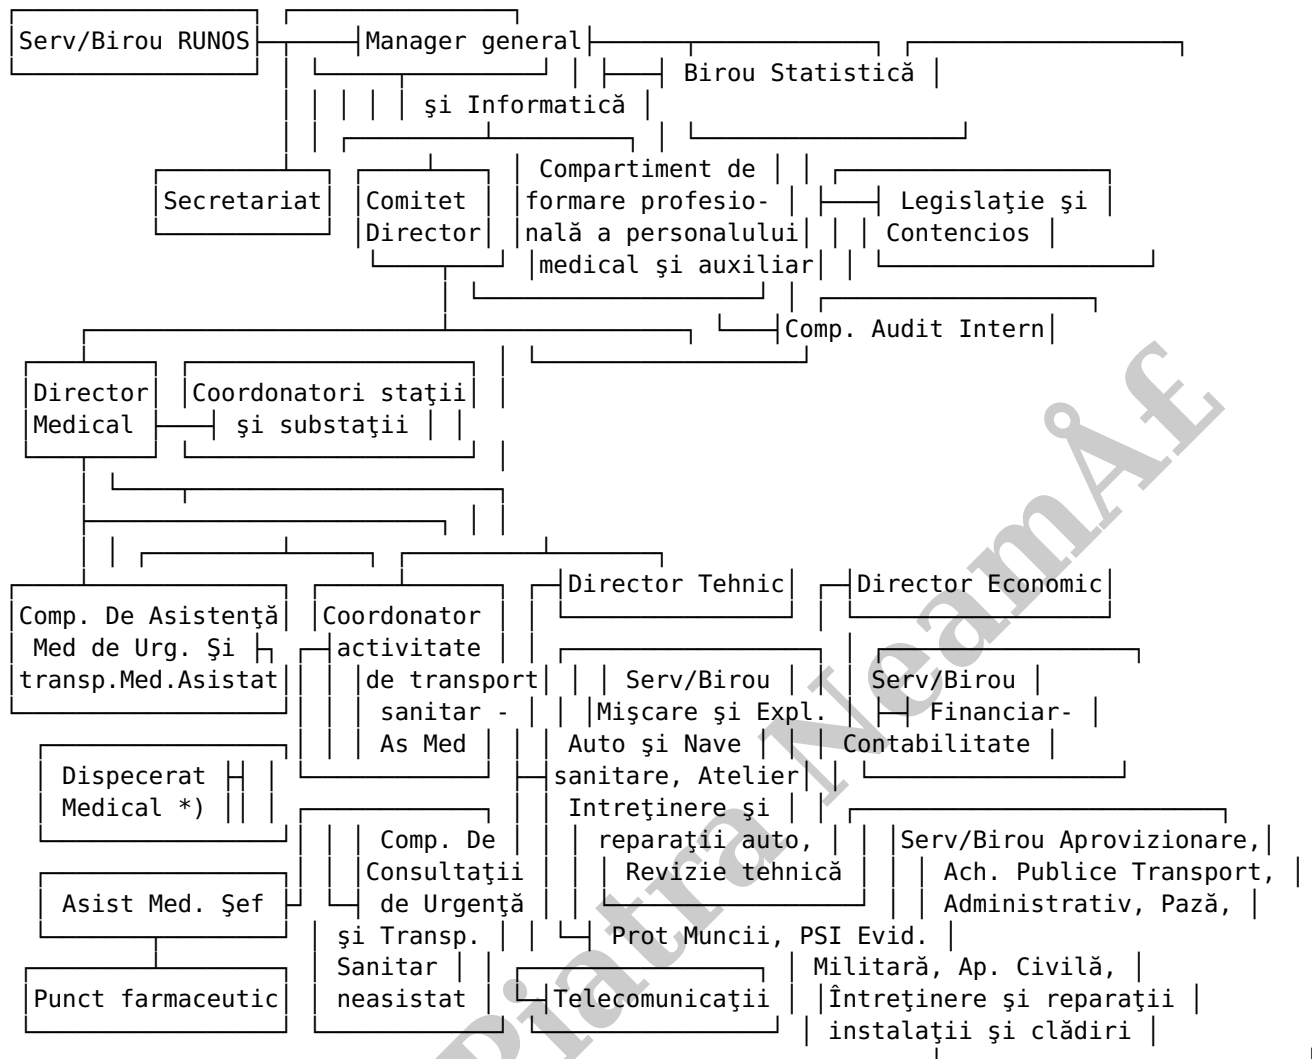 Serv/Birou RUNOS Manager general
Birou Statistică
şi Informatică
Compartiment de
Secretariat Comitet formare profesio- Legislaţie şi
Director nală a personalului Contencios
medical şi auxiliar
Comp. Audit Intern
Director Coordonatori staţii
Medical şi substaţii
Director Tehnic Director Economic
Comp. De Asistenţă Coordonator
Med de Urg. Şi activitate
transp.Med.Asistat de transport Serv/Birou Serv/Birou
sanitar - Mişcare şi Expl. Financiar-
As Med Auto şi Nave Contabilitate
Dispecerat sanitare, Atelier
Medical *) Intreţinere şi
Comp. De reparaţii auto, Serv/Birou Aprovizionare,
Consultaţii Revizie tehnică Ach. Publice Transport,
Asist Med. Şef de Urgenţă Administrativ, Pază,
şi Transp. Prot Muncii, PSI Evid.
Sanitar Militară, Ap. Civilă,
Punct farmaceutic neasistat Telecomunicaţii Întreţinere şi reparaţii
instalaţii şi clădiri
Piatra NeamÅ£